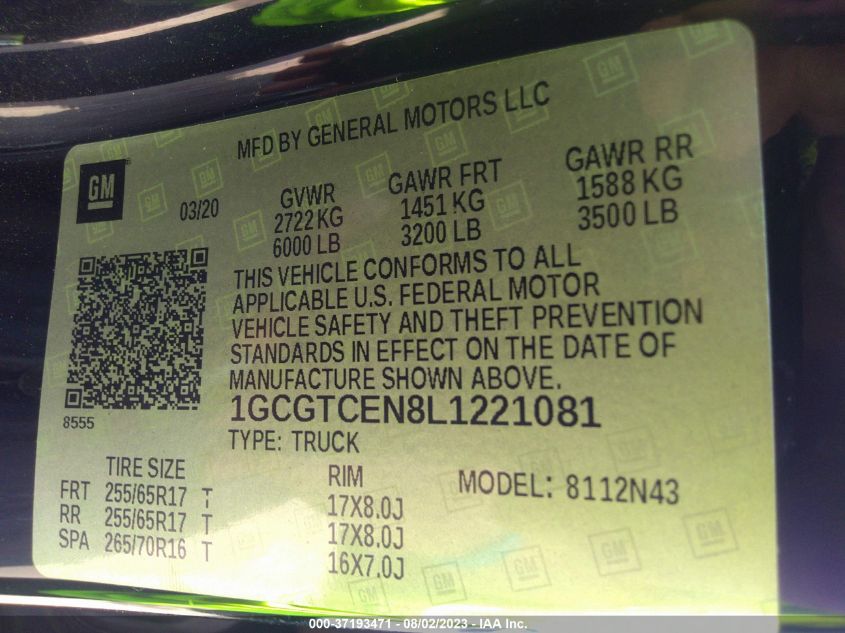 MFD BY GENERAL MOTORS LLC
GM
03/20
GVWR
2722 KG
6000 LB
GAWR FRT
1451 KG
3200 LB
GAWR RR
1588 KG
3500 LB
THIS VEHICLE CONFORMS TO ALL
APPLICABLE U.S. FEDERAL MOTOR
VEHICLE SAFETY AND THEFT PREVENTION
STANDARDS IN EFFECT ON THE DATE OF
MANUFACTURE SHOWN ABOVE.
8555
1GCGTCEN8L1221081
TYPE: TRUCK
TIRE SIZE RIM MODEL: 8112N43
FRT 255/65R17 T 17X8.0J
RR 255/65R17 T 17X8.0J
SPA 265/70R16 T 16X7.0J
000-37193471 - 08/02/2023 - © IAA Inc.